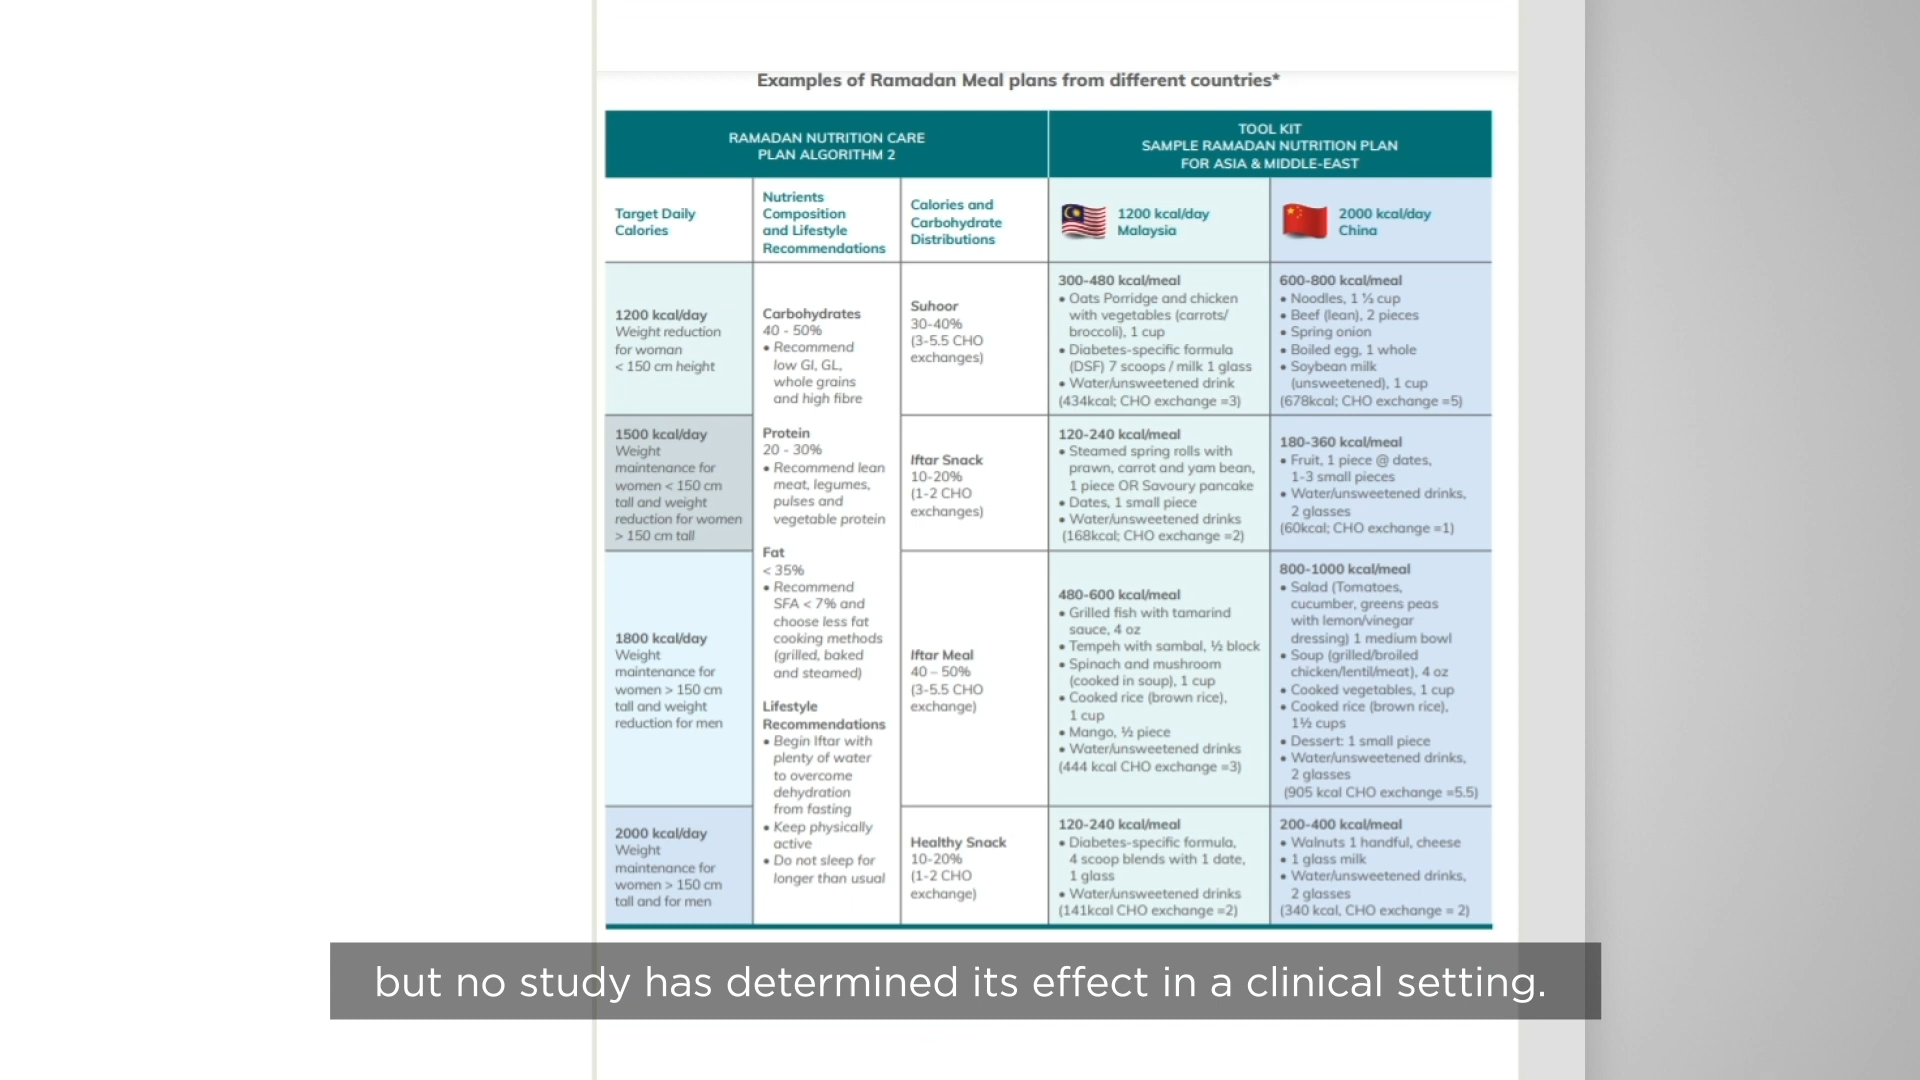 Examples of Ramadan Meal plans from different countries*
RAMADAN NUTRITION CARE
PLAN ALGORITHM 2
TOOL KIT
SAMPLE RAMADAN NUTRITION PLAN
FOR ASIA & MIDDLE-EAST
Target Daily
Calories
Nutrients
Composition
and Lifestyle
Recommendations
Calories and
Carbohydrate
Distributions
1200 kcal/day
Malaysia
2000 kcal/day
China
1200 kcal/day
Weight reduction
for woman
< 150 cm height
1500 kcal/day
Weight
maintenance for
women < 150 cm
tall and weight
reduction for women
> 150 cm tall
1800 kcal/day
Weight
maintenance for
women > 150 cm
tall and weight
reduction for men
2000 kcal/day
Weight
maintenance for
women > 150 cm
tall and for men
Carbohydrates
40 - 50%
• Recommend
low GI, GL,
whole grains
and high fibre
Protein
20 - 30%
• Recommend lean
meat, legumes,
pulses and
vegetable protein
Fat
< 35%
• Recommend
SFA < 7% and
choose less fat
cooking methods
(grilled, baked
and steamed)
Lifestyle
Recommendations
• Begin Iftar with
plenty of water
to overcome
dehydration
from fasting
• Keep physically
active
• Do not sleep for
longer than usual
Suhoor
30-40%
(3-5.5 CHO
exchanges)
Iftar Snack
10-20%
(1-2 CHO
exchanges)
Iftar Meal
40 – 50%
(3-5.5 CHO
exchange)
Healthy Snack
10-20%
(1-2 CHO
exchange)
300-480 kcal/meal
• Oats Porridge and chicken
with vegetables (carrots/
broccoli), 1 cup
• Diabetes-specific formula
(DSF) 7 scoops / milk 1 glass
• Water/unsweetened drink
(434kcal; CHO exchange =3)
120-240 kcal/meal
• Steamed spring rolls with
prawn, carrot and yam bean,
1 piece OR Savoury pancake
• Dates, 1 small piece
• Water/unsweetened drinks
(168kcal; CHO exchange =2)
480-600 kcal/meal
• Grilled fish with tamarind
sauce, 4 oz
• Tempeh with sambal, ½ block
• Spinach and mushroom
(cooked in soup), 1 cup
• Cooked rice (brown rice),
1 cup
• Mango, ½ piece
• Water/unsweetened drinks
(444 kcal CHO exchange =3)
120-240 kcal/meal
• Diabetes-specific formula,
4 scoop blends with 1 date,
1 glass
• Water/unsweetened drinks
(141kcal CHO exchange =2)
600-800 kcal/meal
• Noodles, 1 ⅓ cup
• Beef (lean), 2 pieces
• Spring onion
• Boiled egg, 1 whole
• Soybean milk
(unsweetened), 1 cup
(678kcal; CHO exchange =5)
180-360 kcal/meal
• Fruit, 1 piece @ dates,
1-3 small pieces
• Water/unsweetened drinks,
2 glasses
(60kcal; CHO exchange =1)
800-1000 kcal/meal
• Salad (Tomatoes,
cucumber, greens peas
with lemon/vinegar
dressing) 1 medium bowl
• Soup (grilled/broiled
chicken/lentil/meat), 4 oz
• Cooked vegetables, 1 cup
• Cooked rice (brown rice),
1½ cups
• Dessert: 1 small piece
• Water/unsweetened drinks,
2 glasses
(905 kcal CHO exchange =5.5)
200-400 kcal/meal
• Walnuts 1 handful, cheese
• 1 glass milk
• Water/unsweetened drinks,
2 glasses
(340 kcal, CHO exchange = 2)
but no study has determined its effect in a clinical setting.